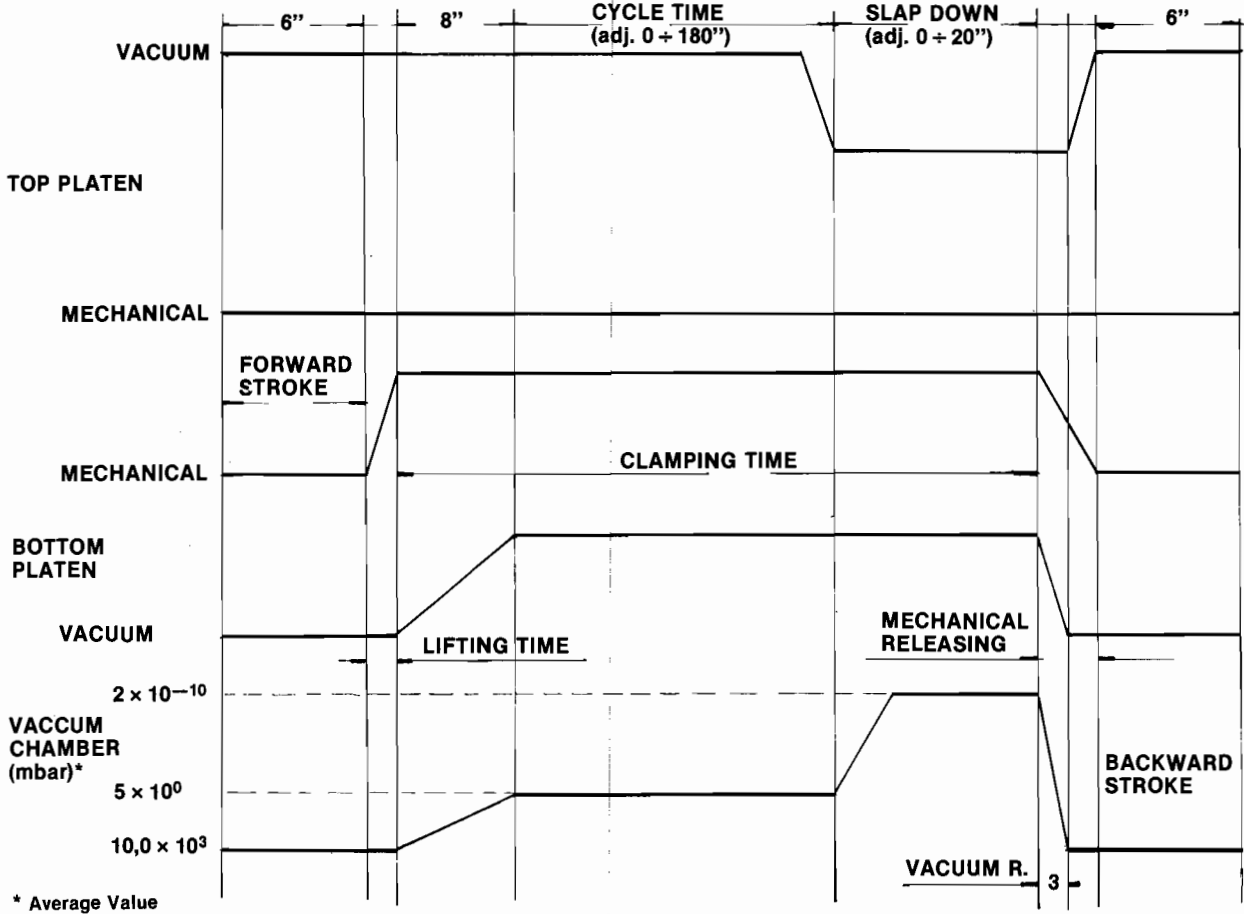 6” 8” CYCLE TIME SLAP DOWN 6”
(adj. 0 ÷ 180”) (adj. 0 ÷ 20”)
VACUUM
TOP PLATEN
MECHANICAL
FORWARD
STROKE
MECHANICAL
CLAMPING TIME
BOTTOM
PLATEN
VACUUM
LIFTING TIME
MECHANICAL
RELEASING
2 × 10⁻¹⁰
VACCUM
CHAMBER
(mbar)*
5 × 10⁰
BACKWARD
STROKE
10,0 × 10³
VACUUM R. 3
* Average Value